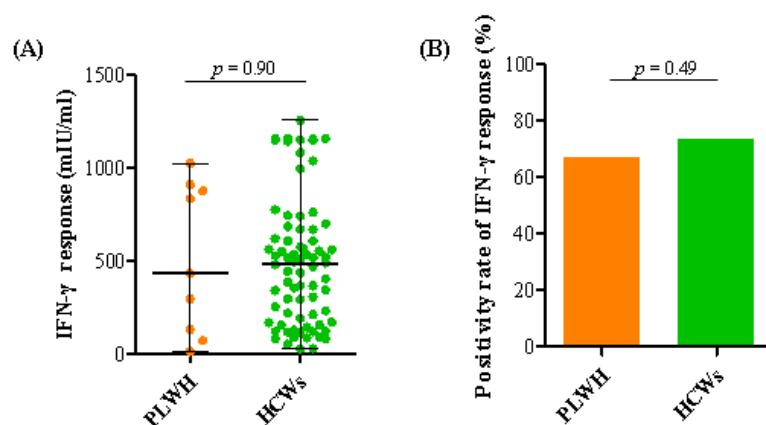 (A)
IFN-γ response (mIU/ml)
p = 0.90
1500
1000
500
0
PLWH
HCWs
(B)
Positivity rate of IFN-γ response (%)
p = 0.49
100
80
60
40
20
0
PLWH
HCWs